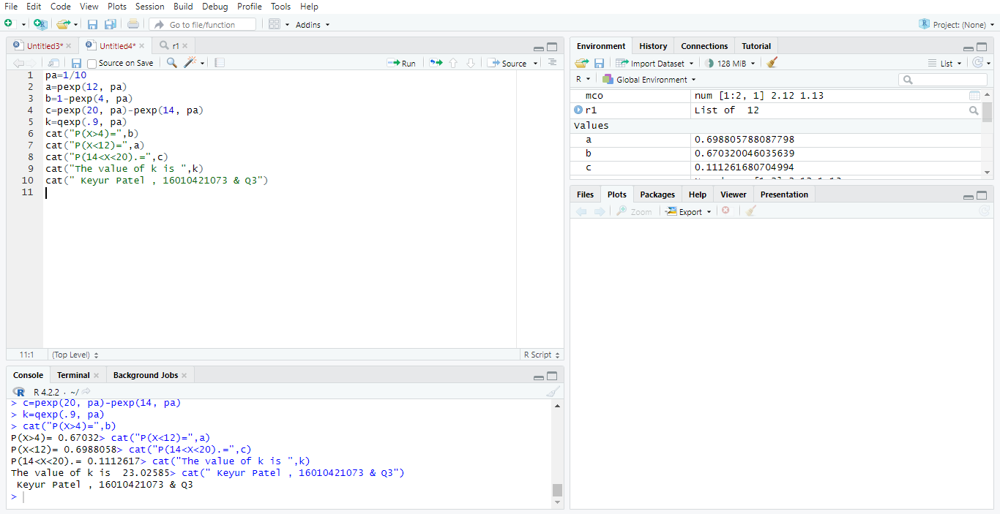 File Edit Code View Plots Session Build Debug Profile Tools Help
Go to file/function Addins Project: (None)
Untitled3* Untitled4* r1
Source on Save Run Source
1 pa=1/10
2 a=pexp(12, pa)
3 b=1-pexp(4, pa)
4 c=pexp(20, pa)-pexp(14, pa)
5 k=qexp(.9, pa)
6 cat("P(X>4)=",b)
7 cat("P(X<12)=",a)
8 cat("P(14<X<20).=",c)
9 cat("The value of k is ",k)
10 cat(" Keyur Patel , 16010421073 & Q3")
11
11:1 (Top Level) R Script
Console Terminal Background Jobs
R 4.2.2 . ~/
> c=pexp(20, pa)-pexp(14, pa)
> k=qexp(.9, pa)
> cat("P(X>4)=",b)
P(X>4)= 0.67032> cat("P(X<12)=",a)
P(X<12)= 0.6988058> cat("P(14<X<20).=",c)
P(14<X<20).= 0.1112617> cat("The value of k is ",k)
The value of k is  23.02585> cat(" Keyur Patel , 16010421073 & Q3")
 Keyur Patel , 16010421073 & Q3
>
Environment History Connections Tutorial
Import Dataset 128 MiB List
R Global Environment
mco num [1:2, 1] 2.12 1.13
r1 List of  12
Values
a 0.698805788087798
b 0.670320046035639
c 0.111261680704994
Files Plots Packages Help Viewer Presentation
Zoom Export